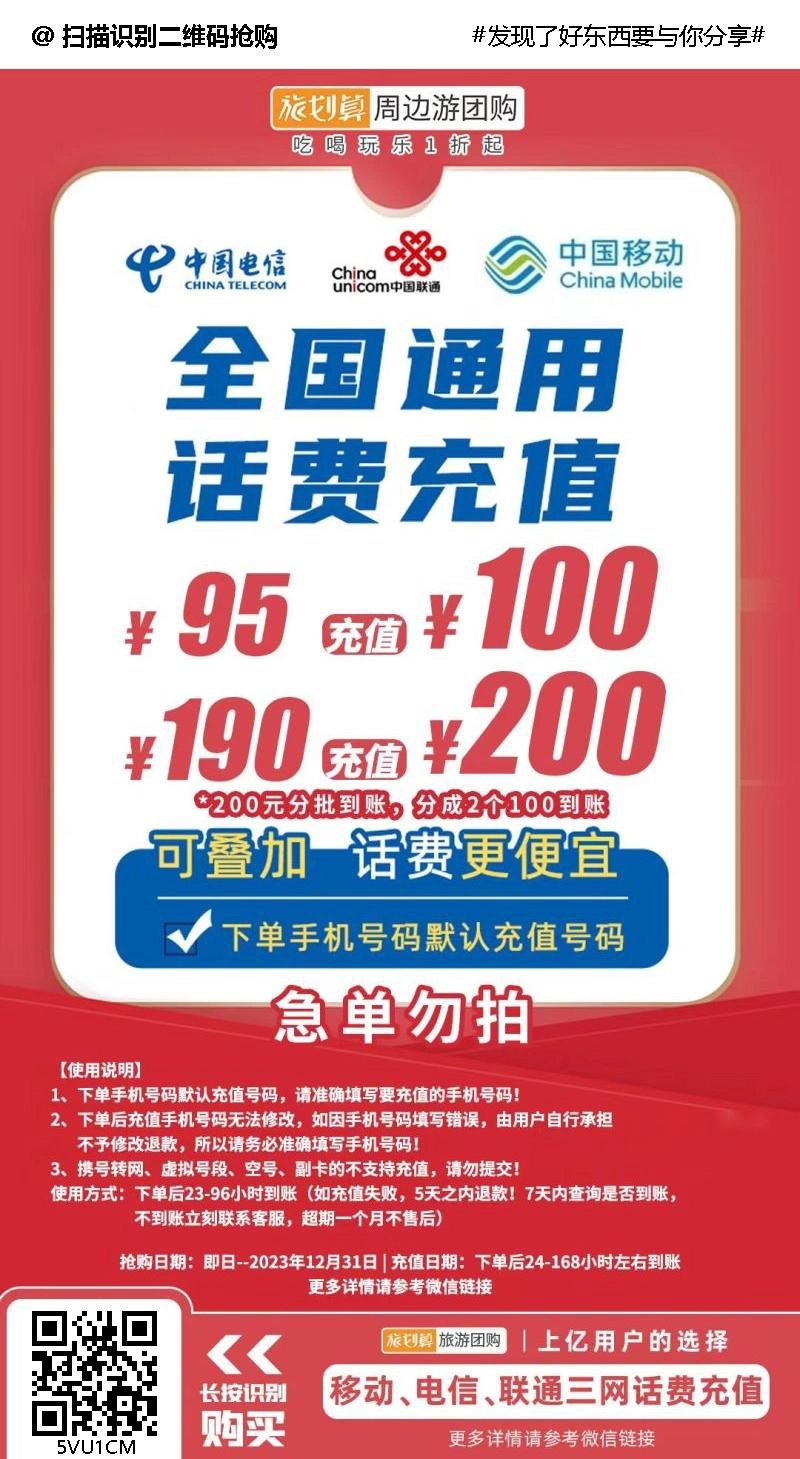 @ 扫描识别二维码抢购
#发现了好东西要与你分享#
旅划算 周边游团购
吃喝玩乐1折起
中国电信
CHINA TELECOM
China
unicom中国联通
中国移动
China Mobile
全国通用
话费充值
¥95 充值 ¥100
¥190 充值 ¥200
*200元分批到账，分成2个100到账
可叠加 话费更便宜
下单手机号码默认充值号码
急单勿拍
【使用说明】
1、下单手机号码默认充值号码，请准确填写要充值的手机号码！
2、下单后充值手机号码无法修改，如因手机号码填写错误，由用户自行承担
不予修改退款，所以请务必准确填写手机号码！
3、携号转网、虚拟号段、空号、副卡的不支持充值，请勿提交！
使用方式：下单后23-96小时到账（如充值失败，5天之内退款！7天内查询是否到账，
不到账立刻联系客服，超期一个月不售后）
抢购日期：即日--2023年12月31日 | 充值日期：下单后24-168小时左右到账
更多详情请参考微信链接
5VU1CM
长按识别
购买
旅划算 旅游团购 | 上亿用户的选择
移动、电信、联通三网话费充值
更多详情请参考微信链接